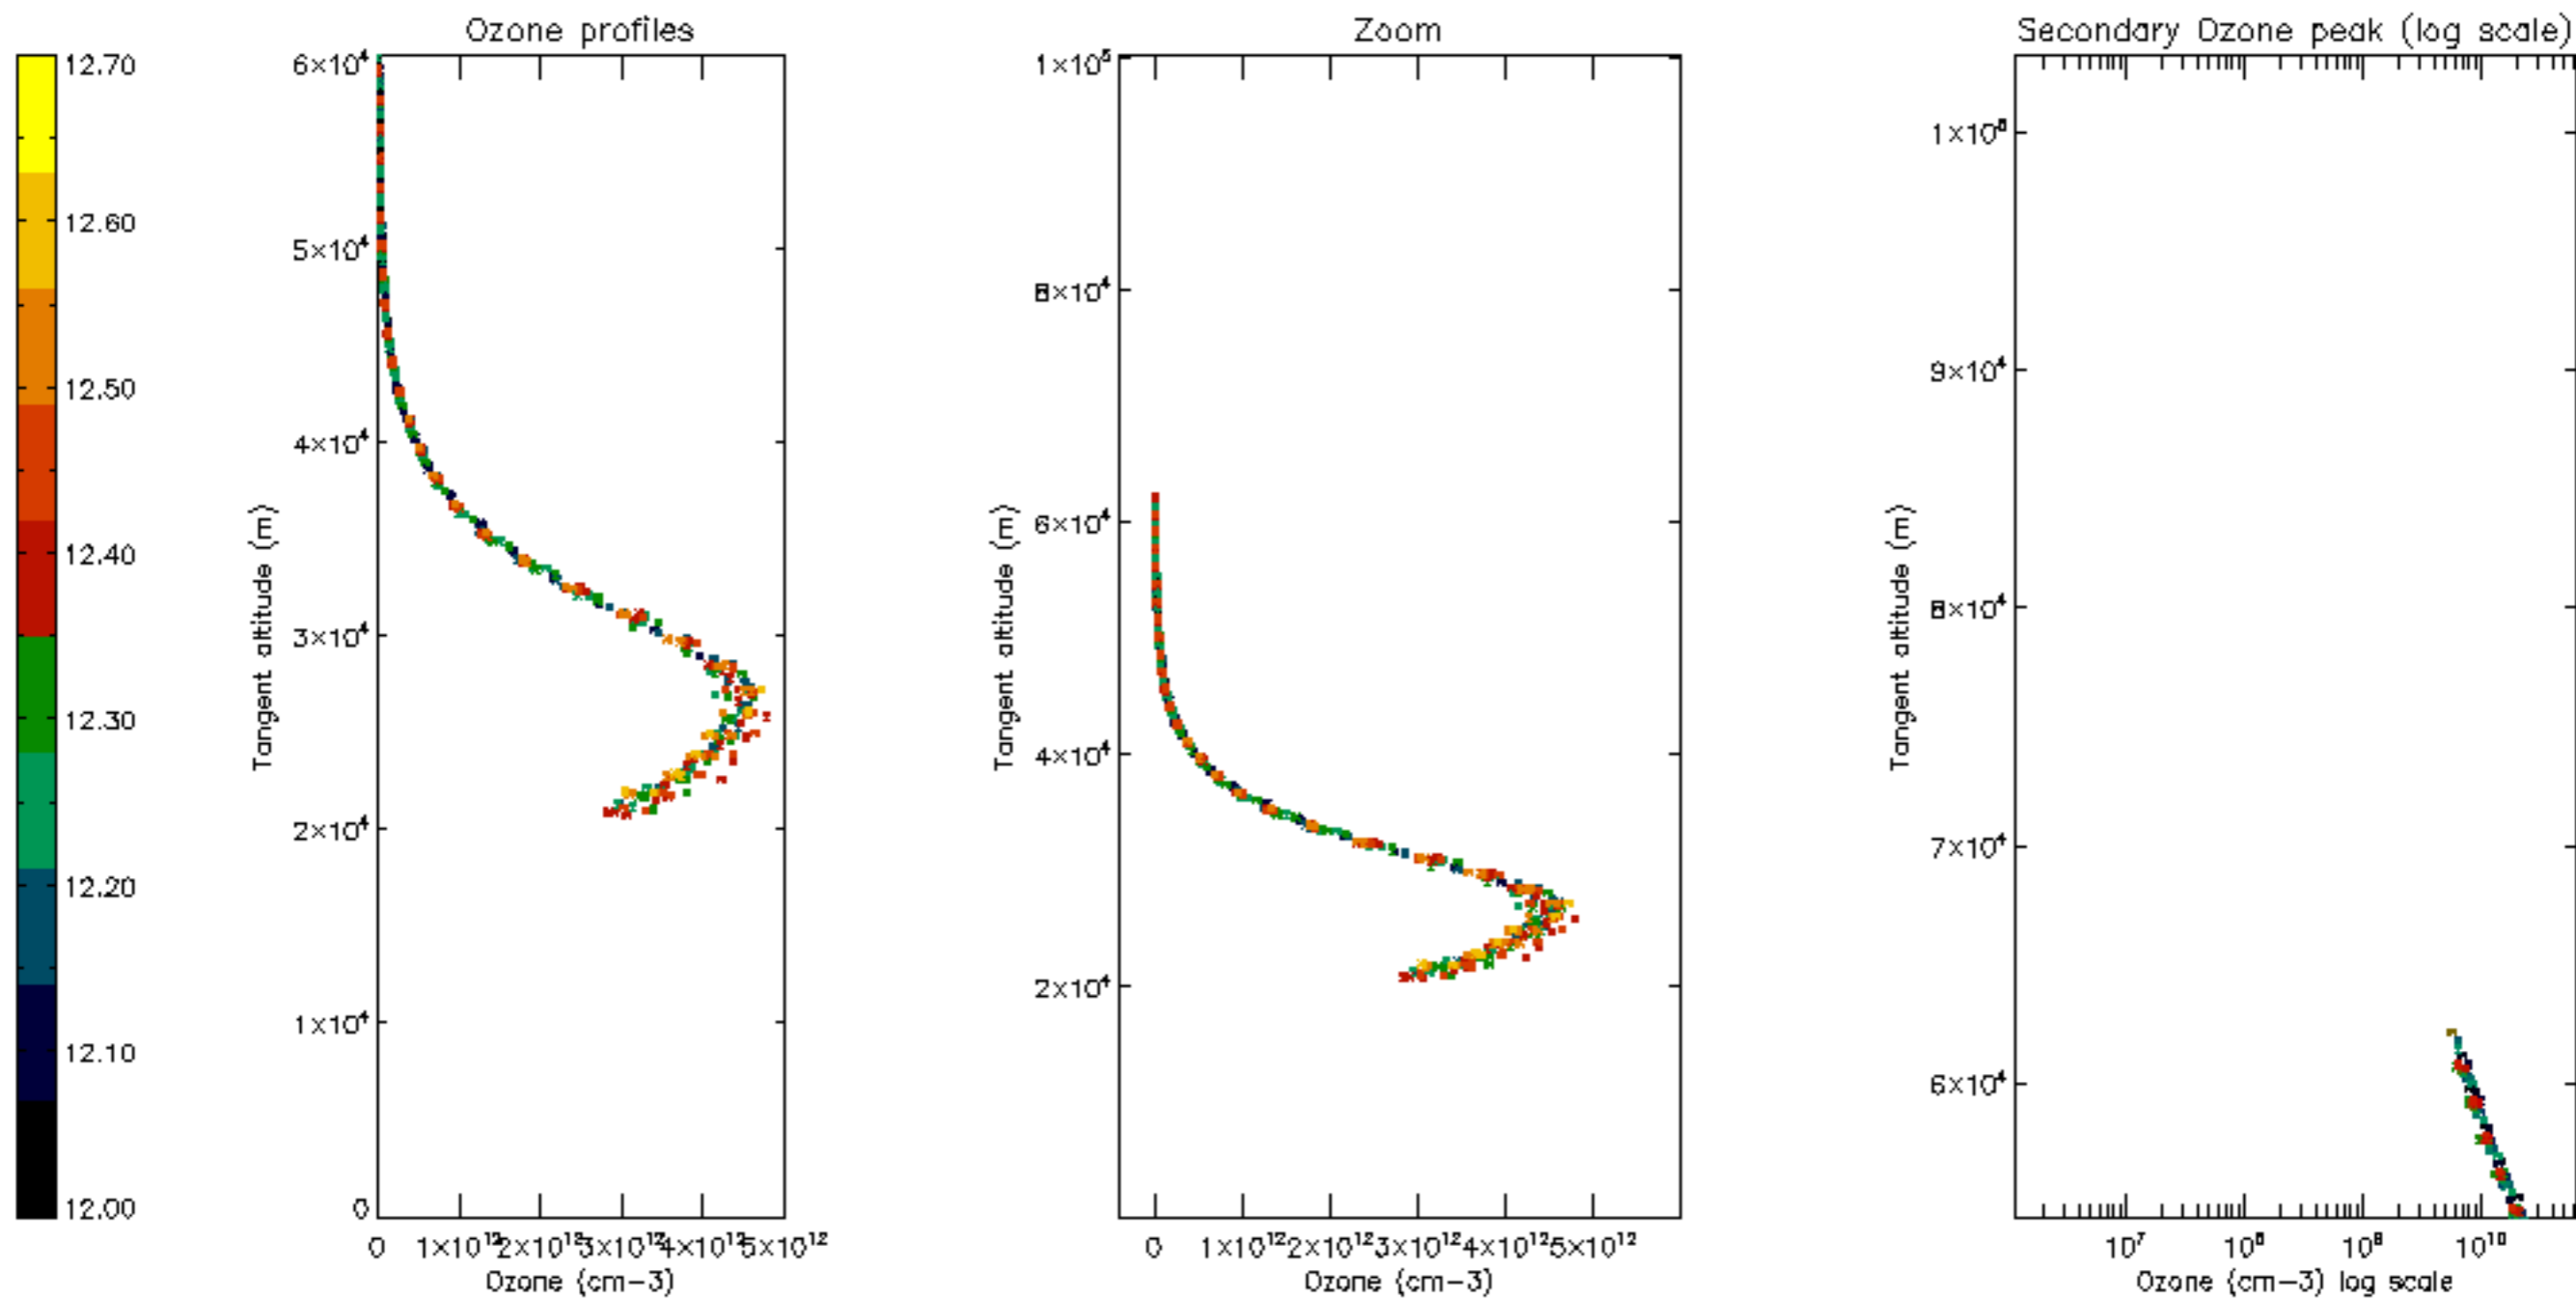 Ozone profiles
Zoom
Secondary Ozone peak (log scale)
12.70
12.60
12.50
12.40
12.30
12.20
12.10
12.00
6×10⁴
5×10⁴
4×10⁴
3×10⁴
2×10⁴
1×10⁴
0
Tangent altitude (m)
0 1×10¹² 2×10¹² 3×10¹² 4×10¹² 5×10¹²
Ozone (cm-3)
1×10⁵
8×10⁴
6×10⁴
4×10⁴
2×10⁴
Tangent altitude (m)
0 1×10¹² 2×10¹² 3×10¹² 4×10¹² 5×10¹²
Ozone (cm-3)
9×10⁴
8×10⁴
7×10⁴
6×10⁴
Tangent altitude (m)
10⁷ 10⁸ 10⁹ 10¹⁰
Ozone (cm-3) log scale